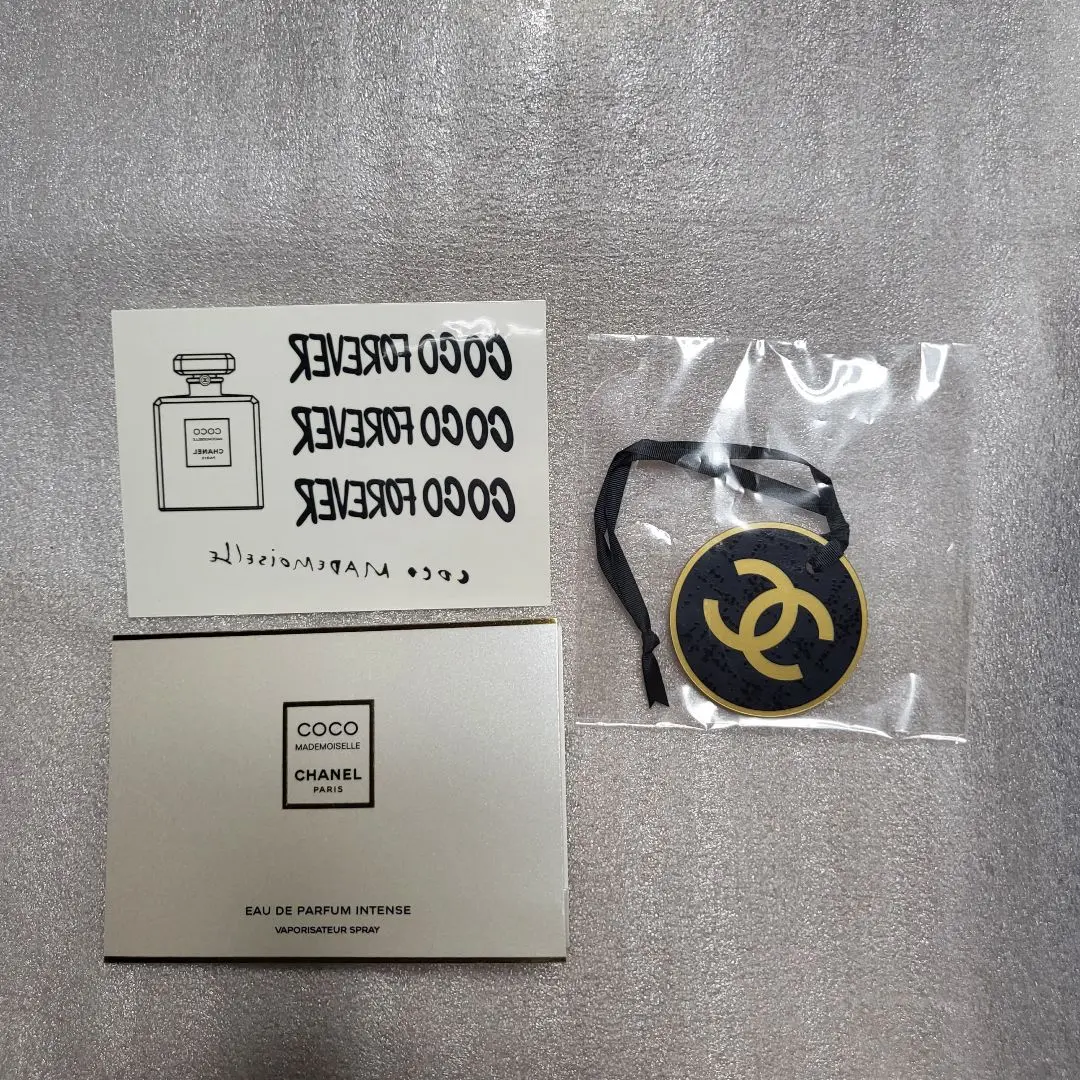 COCO FOREVER
COCO FOREVER
COCO FOREVER
COCO
MADEMOISELLE
CHANEL
PARIS
COCO MADEMOISELLE
COCO
MADEMOISELLE
CHANEL
PARIS
EAU DE PARFUM INTENSE
VAPORISATEUR SPRAY